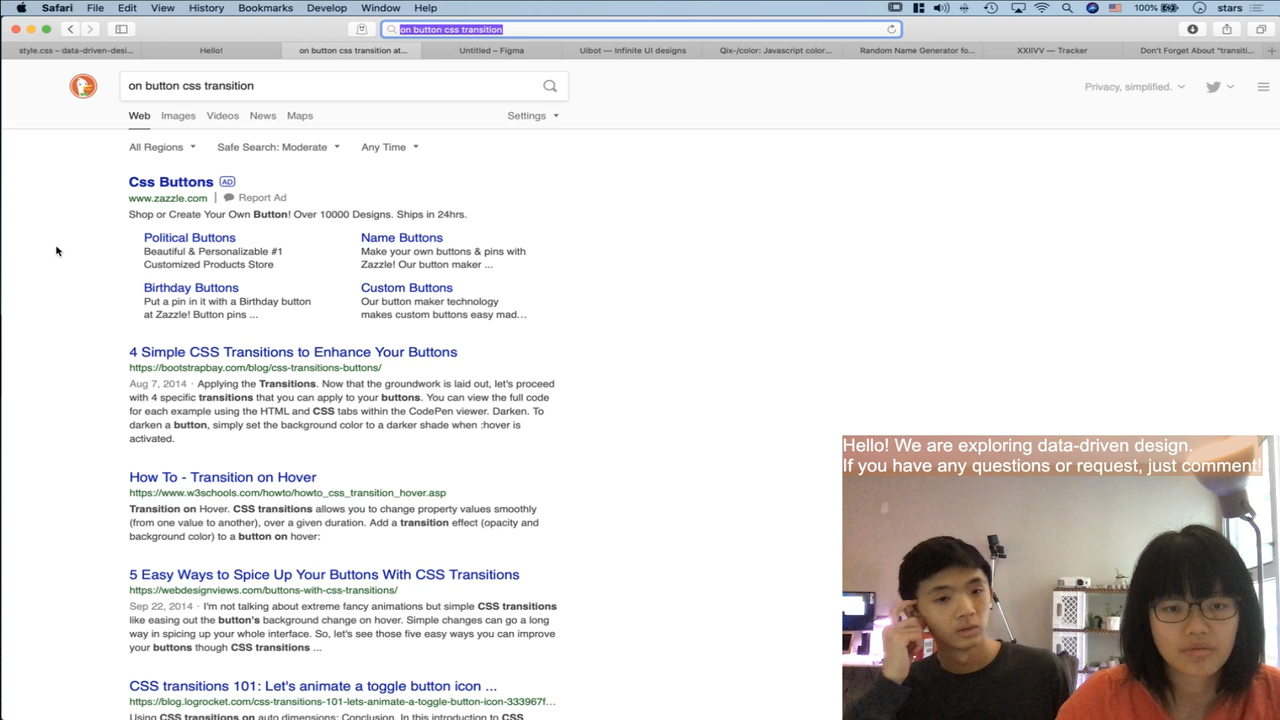 Safari File Edit View History Bookmarks Develop Window Help 100% stars
on button css transition
style.css – data-driven-desi... Hello! on button css transition at... Untitled – Figma Uibot — Infinite UI designs Qix-/color: Javascript color... Random Name Generator fo... XXIIVV — Tracker Don't Forget About "transiti...
on button css transition
Privacy, simplified.
Web Images Videos News Maps Settings
All Regions Safe Search: Moderate Any Time
Css Buttons AD
www.zazzle.com | Report Ad
Shop or Create Your Own Button! Over 10000 Designs. Ships in 24hrs.
Political Buttons
Beautiful & Personalizable #1
Customized Products Store
Name Buttons
Make your own buttons & pins with
Zazzle! Our button maker ...
Birthday Buttons
Put a pin in it with a Birthday button
at Zazzle! Button pins ...
Custom Buttons
Our button maker technology
makes custom buttons easy mad...
4 Simple CSS Transitions to Enhance Your Buttons
https://bootstrapbay.com/blog/css-transitions-buttons/
Aug 7, 2014 · Applying the Transitions. Now that the groundwork is laid out, let's proceed
with 4 specific transitions that you can apply to your buttons. You can view the full code
for each example using the HTML and CSS tabs within the CodePen viewer. Darken. To
darken a button, simply set the background color to a darker shade when :hover is
activated.
How To - Transition on Hover
https://www.w3schools.com/howto/howto_css_transition_hover.asp
Transition on Hover. CSS transitions allows you to change property values smoothly
(from one value to another), over a given duration. Add a transition effect (opacity and
background color) to a button on hover:
5 Easy Ways to Spice Up Your Buttons With CSS Transitions
https://webdesignviews.com/buttons-with-css-transitions/
Sep 22, 2014 · I'm not talking about extreme fancy animations but simple CSS transitions
like easing out the button's background change on hover. Simple changes can go a long
way in spicing up your whole interface. So, let's see those five easy ways you can improve
your buttons though CSS transitions ...
CSS transitions 101: Let's animate a toggle button icon ...
https://blog.logrocket.com/css-transitions-101-lets-animate-a-toggle-button-icon-333967f...
Using CSS transitions on auto dimensions: Conclusion. In this introduction to CSS
Hello! We are exploring data-driven design.
If you have any questions or request, just comment!